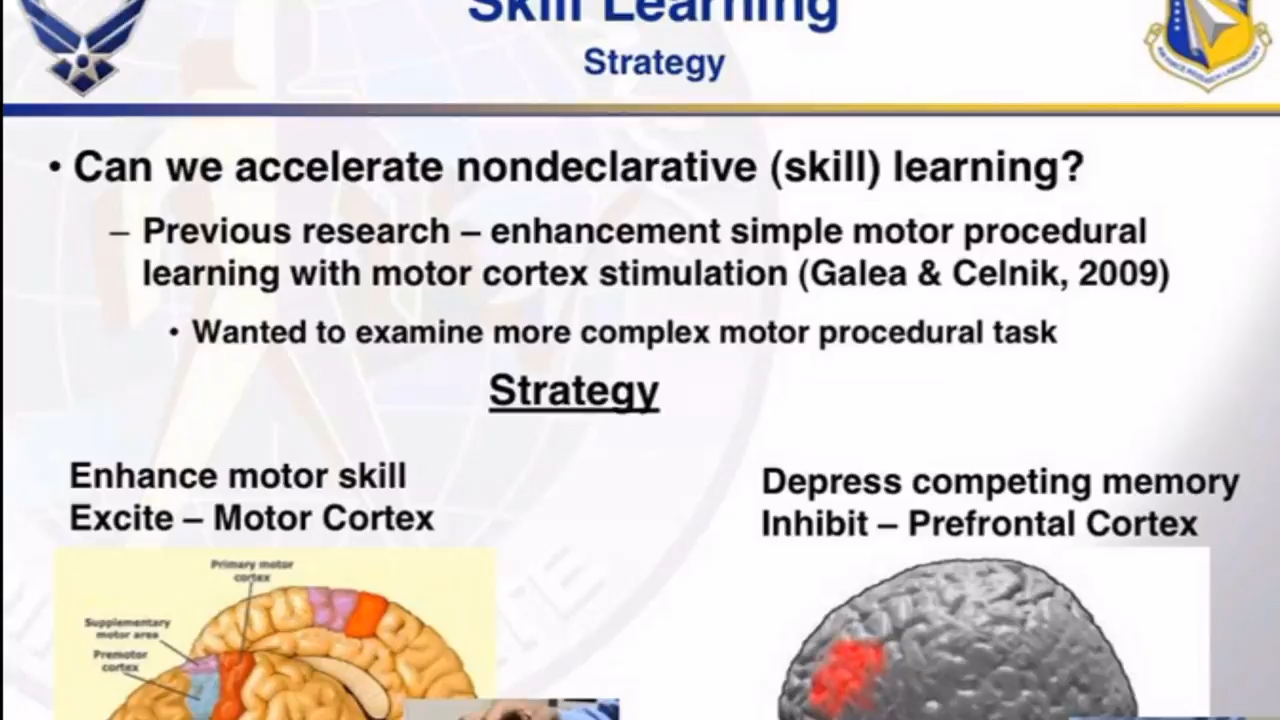 Skill Learning
Strategy
• Can we accelerate nondeclarative (skill) learning?
– Previous research – enhancement simple motor procedural
learning with motor cortex stimulation (Galea & Celnik, 2009)
• Wanted to examine more complex motor procedural task
Strategy
Enhance motor skill
Excite – Motor Cortex
Depress competing memory
Inhibit – Prefrontal Cortex
Primary motor
cortex
Supplementary
motor area
Premotor
cortex